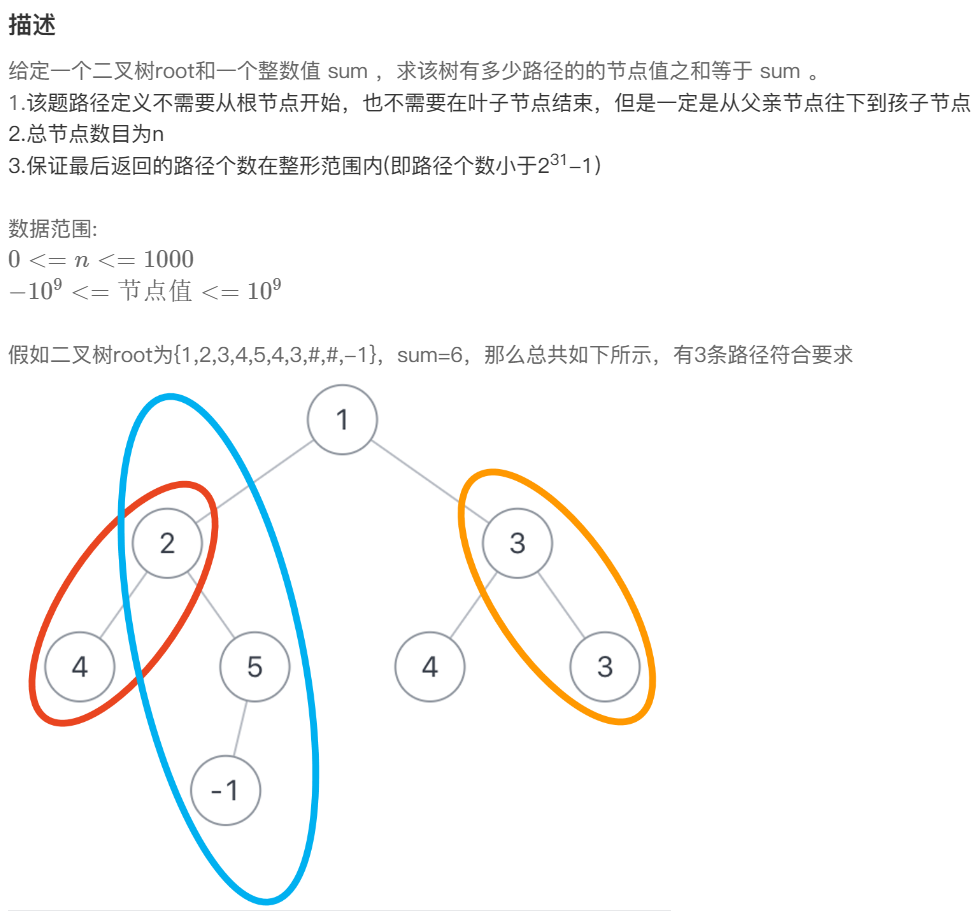 描述
给定一个二叉树root和一个整数值 sum ，求该树有多少路径的的节点值之和等于 sum 。
1.该题路径定义不需要从根节点开始，也不需要在叶子节点结束，但是一定是从父亲节点往下到孩子节点
2.总节点数目为n
3.保证最后返回的路径个数在整形范围内(即路径个数小于2³¹-1)
数据范围:
0 <= n <= 1000
−10⁹ <= 节点值 <= 10⁹
假如二叉树root为{1,2,3,4,5,4,3,#,#,-1}，sum=6，那么总共如下所示，有3条路径符合要求
1
2 3
4 5 4 3
-1